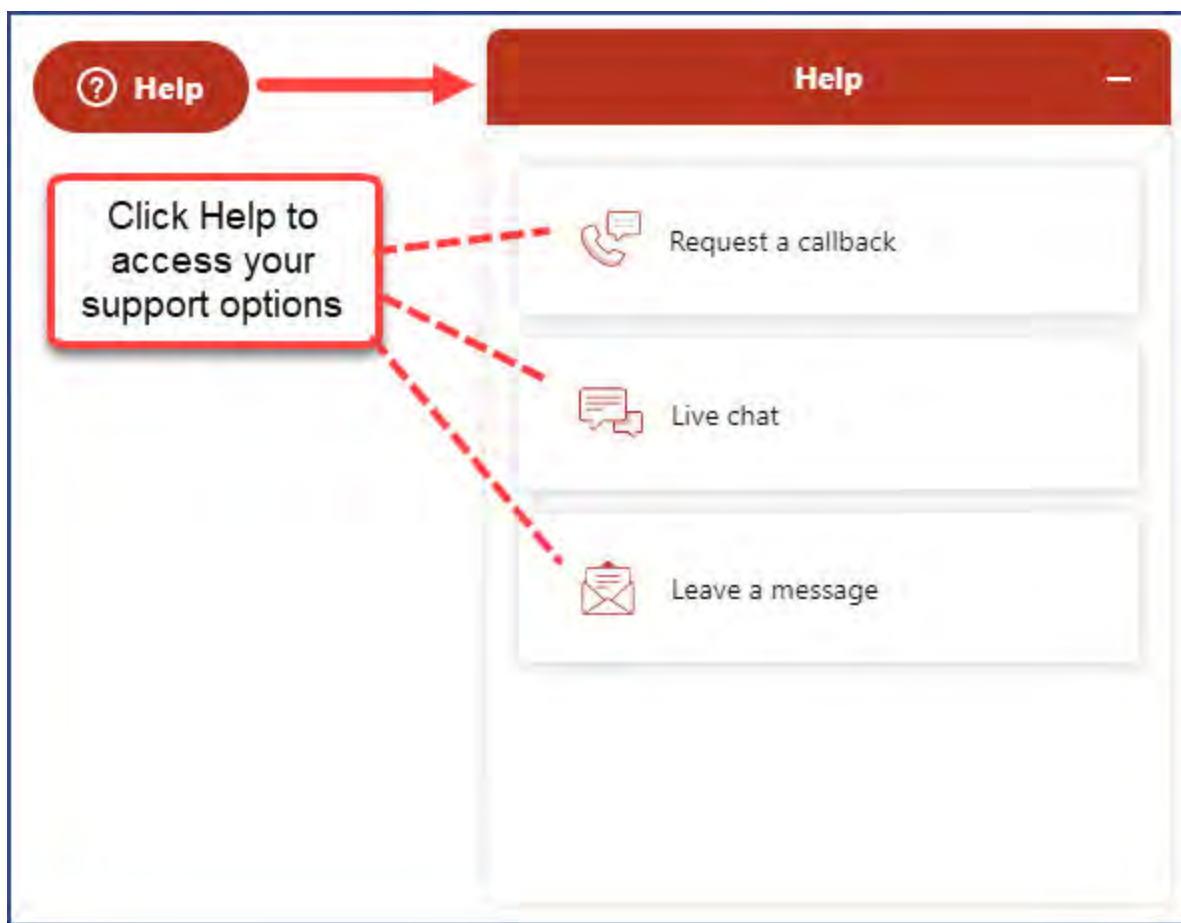 Help
Help
Click Help to
access your
support options
Request a callback
Live chat
Leave a message